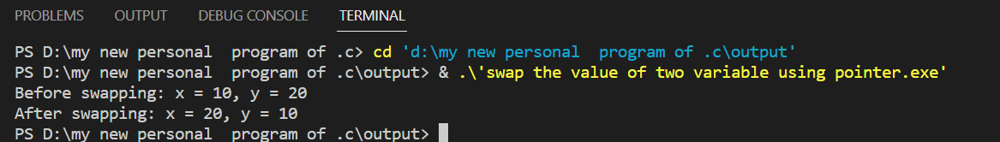 PROBLEMS OUTPUT DEBUG CONSOLE TERMINAL
PS D:\my new personal  program of .c> cd 'd:\my new personal  program of .c\output'
PS D:\my new personal  program of .c\output> & .\'swap the value of two variable using pointer.exe'
Before swapping: x = 10, y = 20
After swapping: x = 20, y = 10
PS D:\my new personal  program of .c\output>